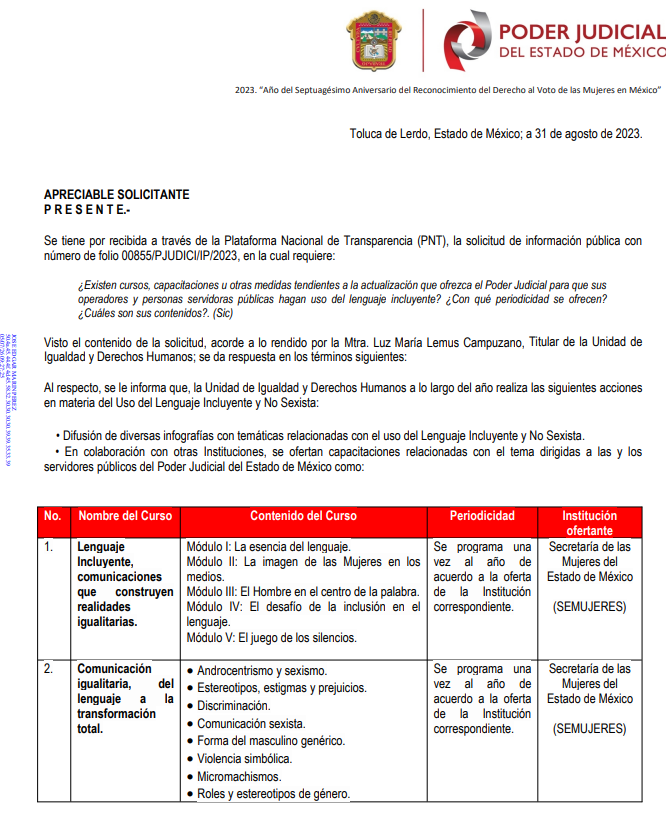 PODER JUDICIAL
DEL ESTADO DE MÉXICO
2023. “Año del Septuagésimo Aniversario del Reconocimiento del Derecho al Voto de las Mujeres en México”
Toluca de Lerdo, Estado de México; a 31 de agosto de 2023.
APRECIABLE SOLICITANTE
P R E S E N T E.-
Se tiene por recibida a través de la Plataforma Nacional de Transparencia (PNT), la solicitud de información pública con
número de folio 00855/PJUDICI/IP/2023, en la cual requiere:
¿Existen cursos, capacitaciones u otras medidas tendientes a la actualización que ofrezca el Poder Judicial para que sus
operadores y personas servidoras públicas hagan uso del lenguaje incluyente? ¿Con qué periodicidad se ofrecen?
¿Cuáles son sus contenidos?. (Sic)
Visto el contenido de la solicitud, acorde a lo rendido por la Mtra. Luz María Lemus Campuzano, Titular de la Unidad de
Igualdad y Derechos Humanos; se da respuesta en los términos siguientes:
Al respecto, se le informa que, la Unidad de Igualdad y Derechos Humanos a lo largo del año realiza las siguientes acciones
en materia del Uso del Lenguaje Incluyente y No Sexista:
• Difusión de diversas infografías con temáticas relacionadas con el uso del Lenguaje Incluyente y No Sexista.
• En colaboración con otras Instituciones, se ofertan capacitaciones relacionadas con el tema dirigidas a las y los
servidores públicos del Poder Judicial del Estado de México como:
No. Nombre del Curso Contenido del Curso Periodicidad Institución
ofertante
1.
Lenguaje
Incluyente,
comunicaciones
que construyen
realidades
igualitarias.
Módulo I: La esencia del lenguaje.
Módulo II: La imagen de las Mujeres en los
medios.
Módulo III: El Hombre en el centro de la palabra.
Módulo IV: El desafío de la inclusión en el
lenguaje.
Módulo V: El juego de los silencios.
Se programa una
vez al año de
acuerdo a la oferta
de la Institución
correspondiente.
Secretaría de las
Mujeres del
Estado de México
(SEMUJERES)
2.
Comunicación
igualitaria, del
lenguaje a la
transformación
total.
• Androcentrismo y sexismo.
• Estereotipos, estigmas y prejuicios.
• Discriminación.
• Comunicación sexista.
• Forma del masculino genérico.
• Violencia simbólica.
• Micromachismos.
• Roles y estereotipos de género.
Se programa una
vez al año de
acuerdo a la oferta
de la Institución
correspondiente.
Secretaría de las
Mujeres del
Estado de México
(SEMUJERES)